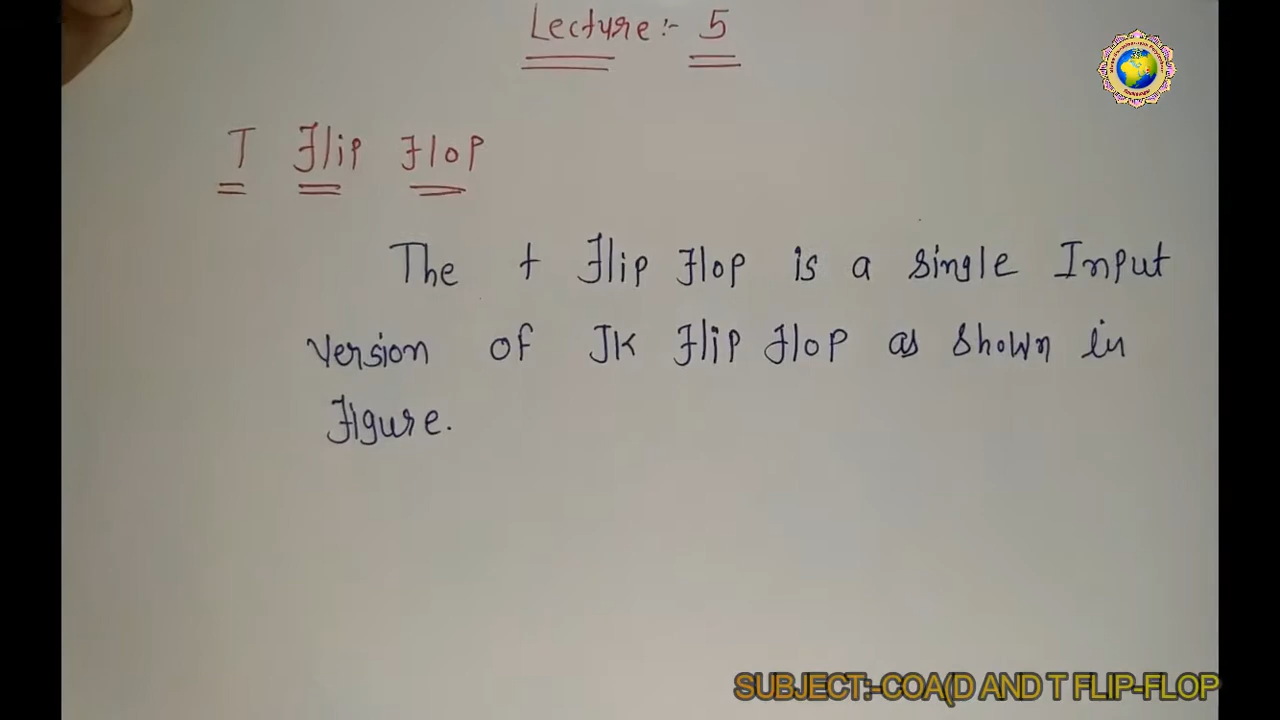 Lecture:- 5
T Flip Flop
The t Flip Flop is a single Input
version of JK Flip Flop as shown in
Figure.
SUBJECT:-COA(D AND T FLIP-FLOP